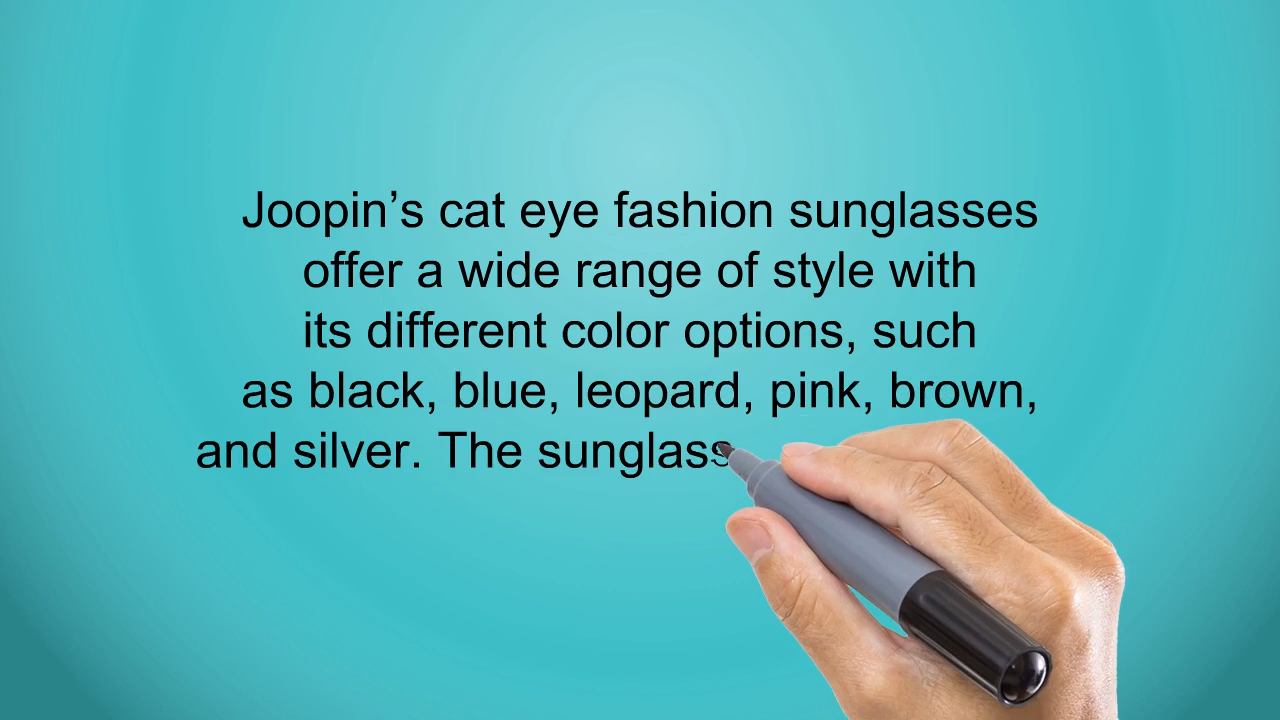 Joopin’s cat eye fashion sunglasses
offer a wide range of style with
its different color options, such
as black, blue, leopard, pink, brown,
and silver. The sunglass